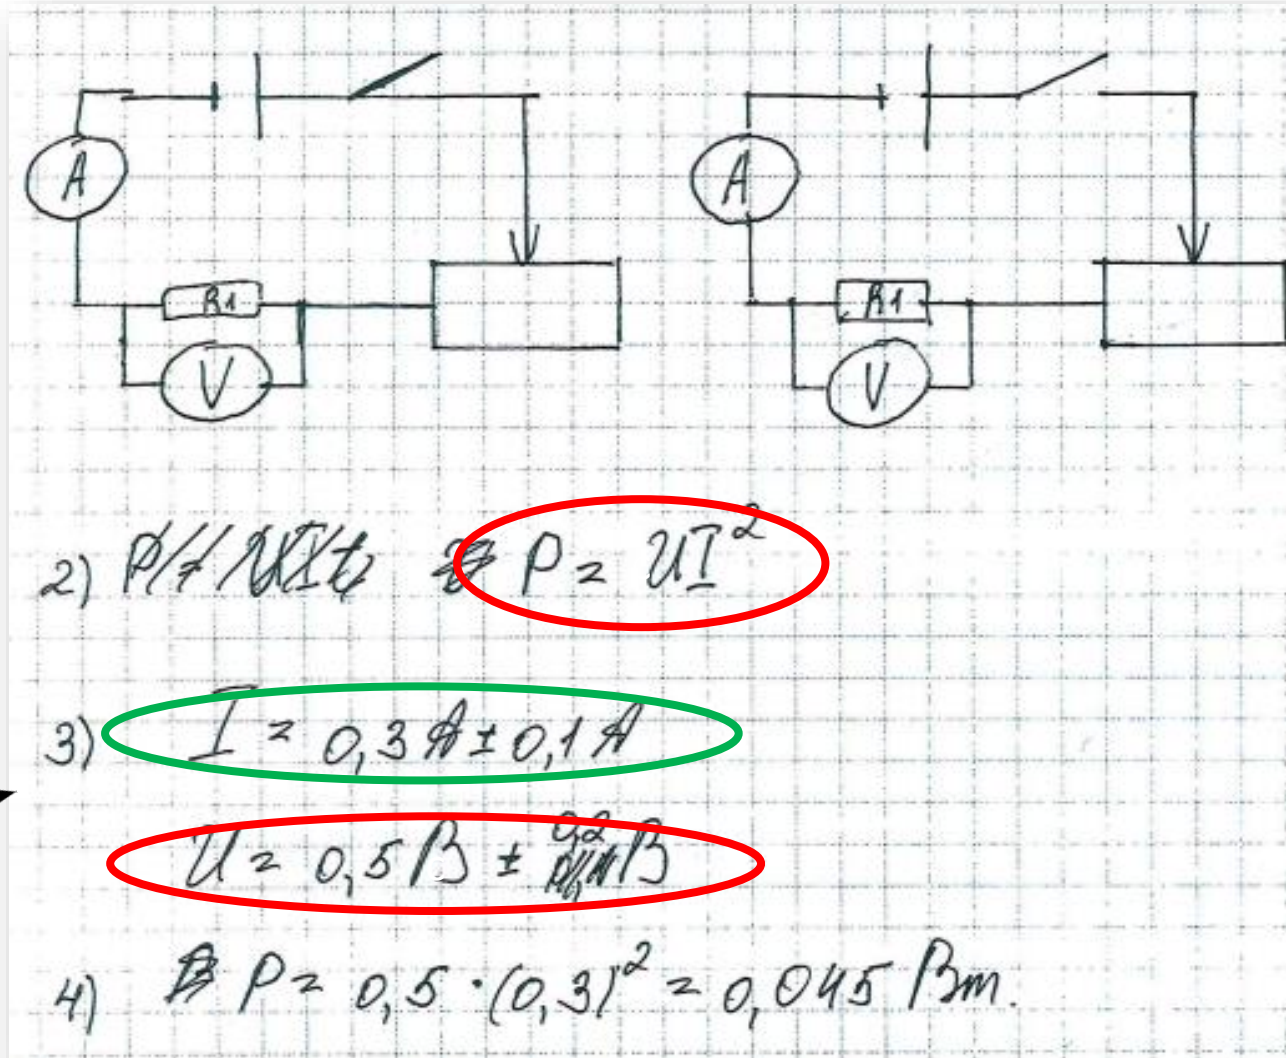 A A
R1 R1
V V
2) P = UI²
3) I = 0,3 А ± 0,1 А
U = 0,5 В ± 0,2 В
4) P = 0,5 · (0,3)² = 0,045 Вт.